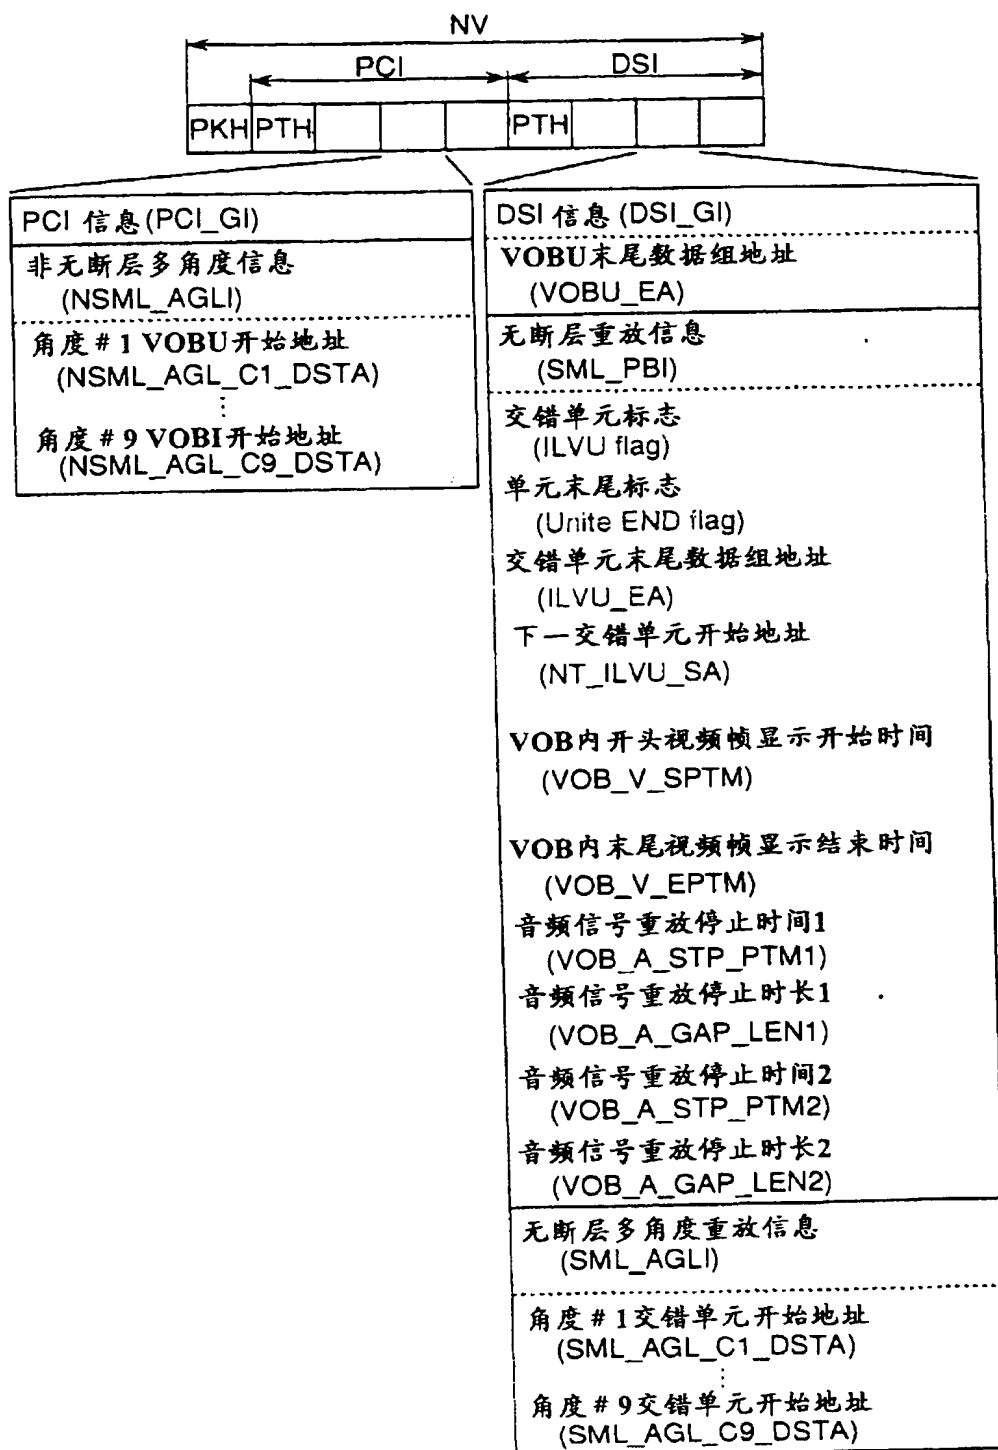 NV
PCI
DSI
PKH
PTH
PTH
PCI 信息(PCI_GI)
非无断层多角度信息
(NSML_AGLI)
角度#1 VOBU开始地址
(NSML_AGL_C1_DSTA)
角度#9 VOBI开始地址
(NSML_AGL_C9_DSTA)
DSI 信息(DSI_GI)
VOBU末尾数据组地址
(VOBU_EA)
无断层重放信息
(SML_PBI)
交错单元标志
(ILVU flag)
单元末尾标志
(Unite END flag)
交错单元末尾数据组地址
(ILVU_EA)
下一交错单元开始地址
(NT_ILVU_SA)
VOB内开头视频帧显示开始时间
(VOB_V_SPTM)
VOB内末尾视频帧显示结束时间
(VOB_V_EPTM)
音频信号重放停止时间1
(VOB_A_STP_PTM1)
音频信号重放停止时长1
(VOB_A_GAP_LEN1)
音频信号重放停止时间2
(VOB_A_STP_PTM2)
音频信号重放停止时长2
(VOB_A_GAP_LEN2)
无断层多角度重放信息
(SML_AGLI)
角度#1交错单元开始地址
(SML_AGL_C1_DSTA)
角度#9交错单元开始地址
(SML_AGL_C9_DSTA)